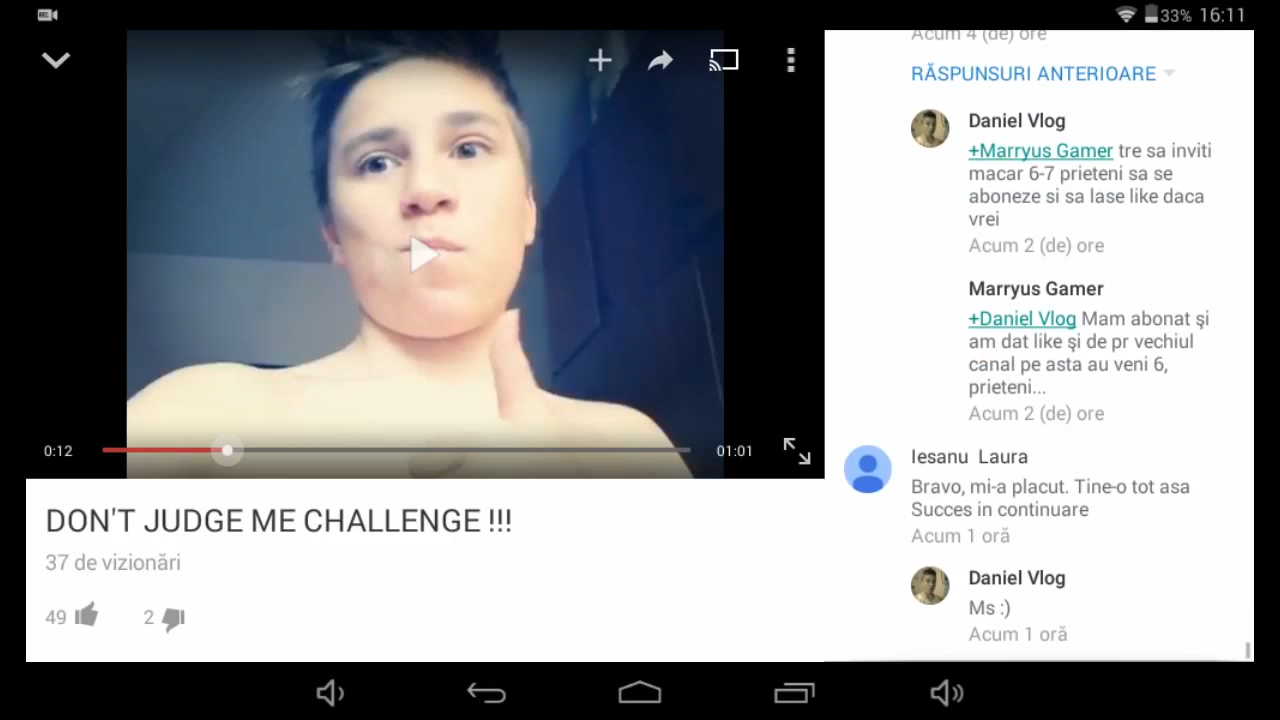 33% 16:11
Acum 4 (de) ore
RĂSPUNSURI ANTERIOARE
Daniel Vlog
+Marryus Gamer tre sa inviti
macar 6-7 prieteni sa se
aboneze si sa lase like daca
vrei
Acum 2 (de) ore
Marryus Gamer
+Daniel Vlog Mam abonat şi
am dat like şi de pr vechiul
canal pe asta au veni 6,
prieteni...
Acum 2 (de) ore
0:12
01:01
Iesanu Laura
Bravo, mi-a placut. Tine-o tot asa
Succes in continuare
Acum 1 oră
Daniel Vlog
Ms :)
Acum 1 oră
DON'T JUDGE ME CHALLENGE !!!
37 de vizionări
49 2